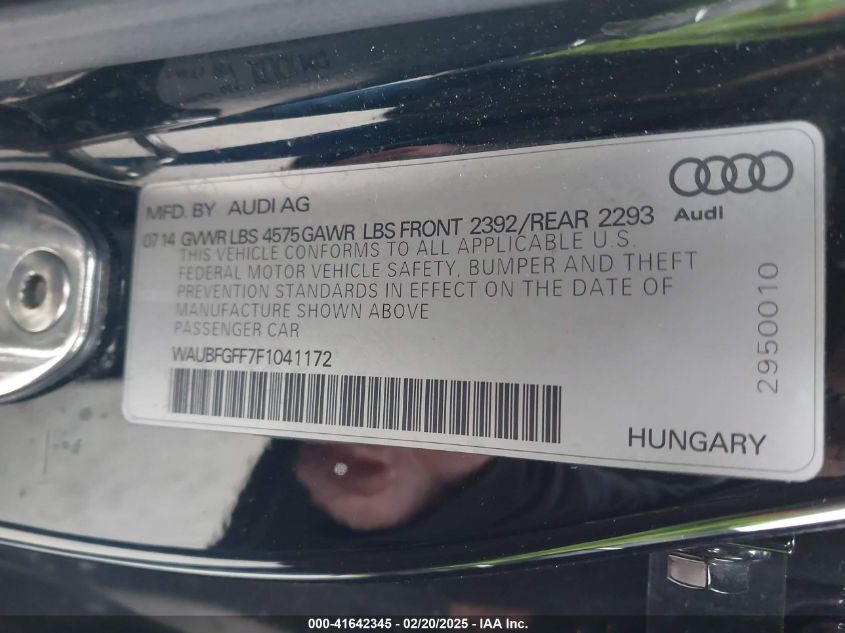 MFD. BY AUDI AG
Audi
07 14 GVWR LBS 4575 GAWR LBS FRONT 2392/REAR 2293
THIS VEHICLE CONFORMS TO ALL APPLICABLE U.S.
FEDERAL MOTOR VEHICLE SAFETY, BUMPER AND THEFT
PREVENTION STANDARDS IN EFFECT ON THE DATE OF
MANUFACTURE SHOWN ABOVE
PASSENGER CAR
WAUBFGFF7F1041172
HUNGARY
2950010
000-41642345 - 02/20/2025 - IAA Inc.